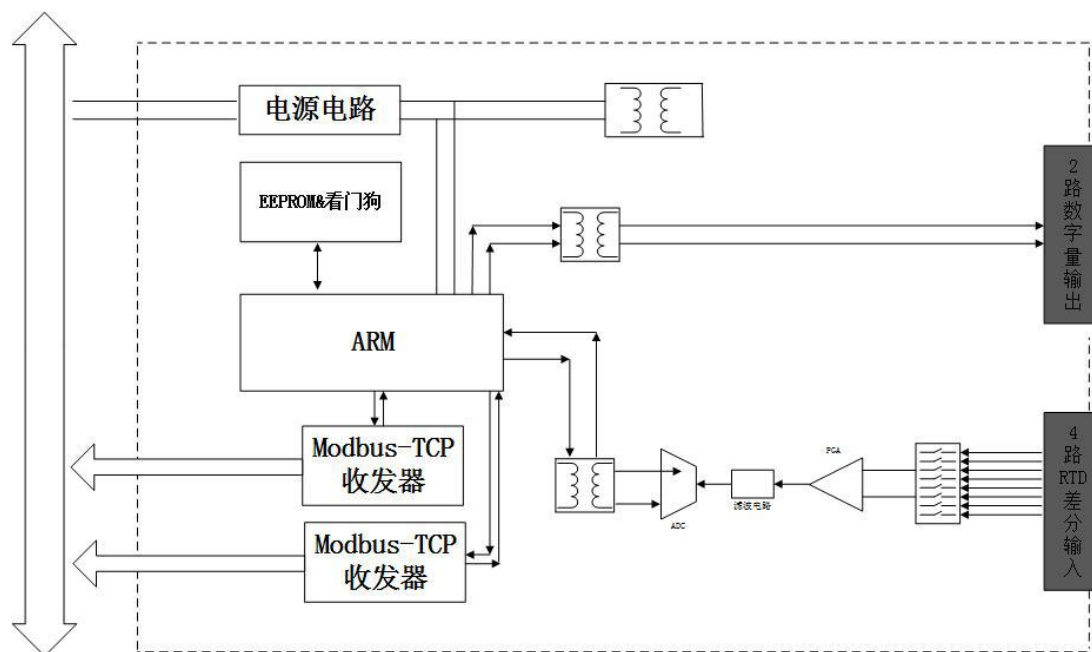 电源电路
EEPROM&看门狗
ARM
Modbus-TCP
收发器
Modbus-TCP
收发器
2
路
数
字
量
输
出
PGA
滤波电路
ADC
4
路
RTD
差
分
输
入